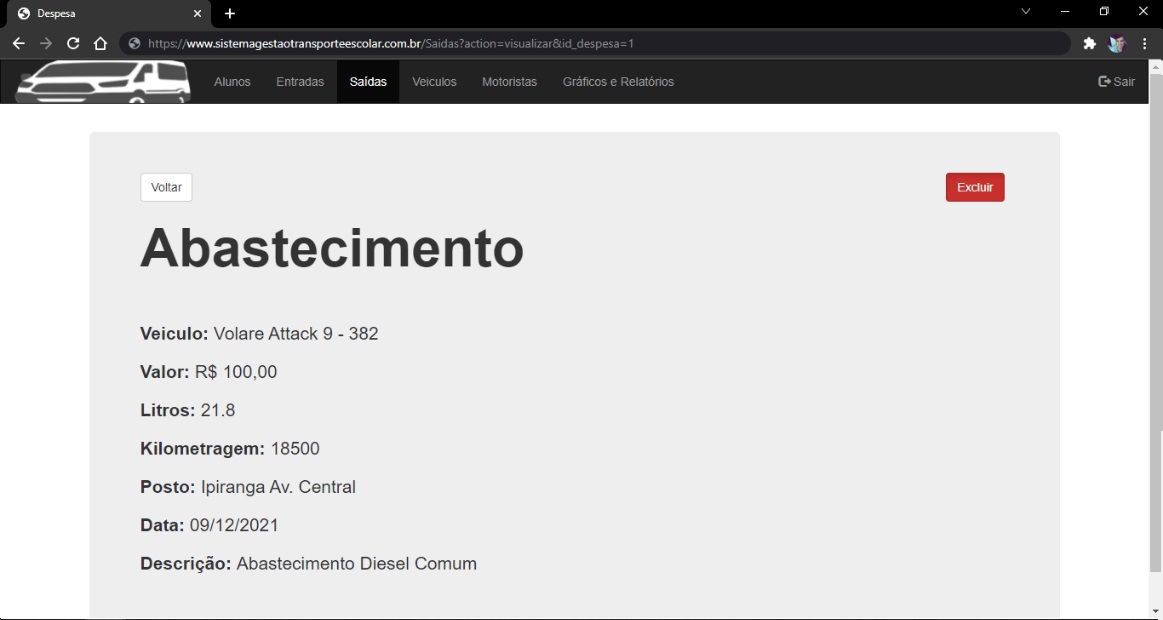 Despesa
https://www.sistemagestaotransporteescolar.com.br/Saidas?action=visualizar&id_despesa=1
Alunos Entradas Saídas Veiculos Motoristas Gráficos e Relatórios Sair
Voltar Excluir
Abastecimento
Veiculo: Volare Attack 9 - 382
Valor: R$ 100,00
Litros: 21.8
Kilometragem: 18500
Posto: Ipiranga Av. Central
Data: 09/12/2021
Descrição: Abastecimento Diesel Comum